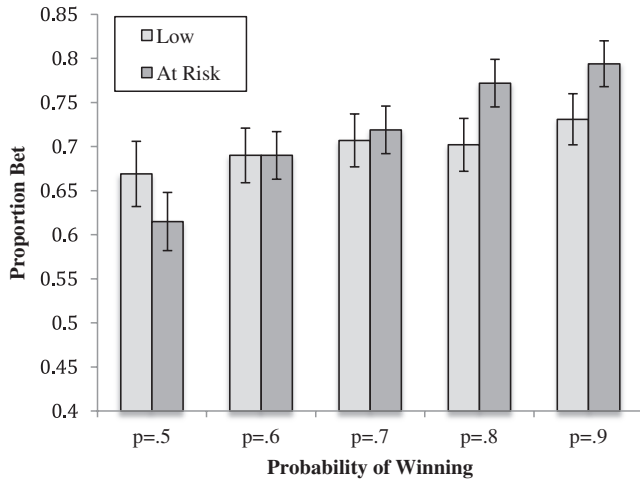 0.85
0.8
0.75
0.7
0.65
0.6
0.55
0.5
0.45
0.4
Proportion Bet
Low
At Risk
p=.5 p=.6 p=.7 p=.8 p=.9
Probability of Winning